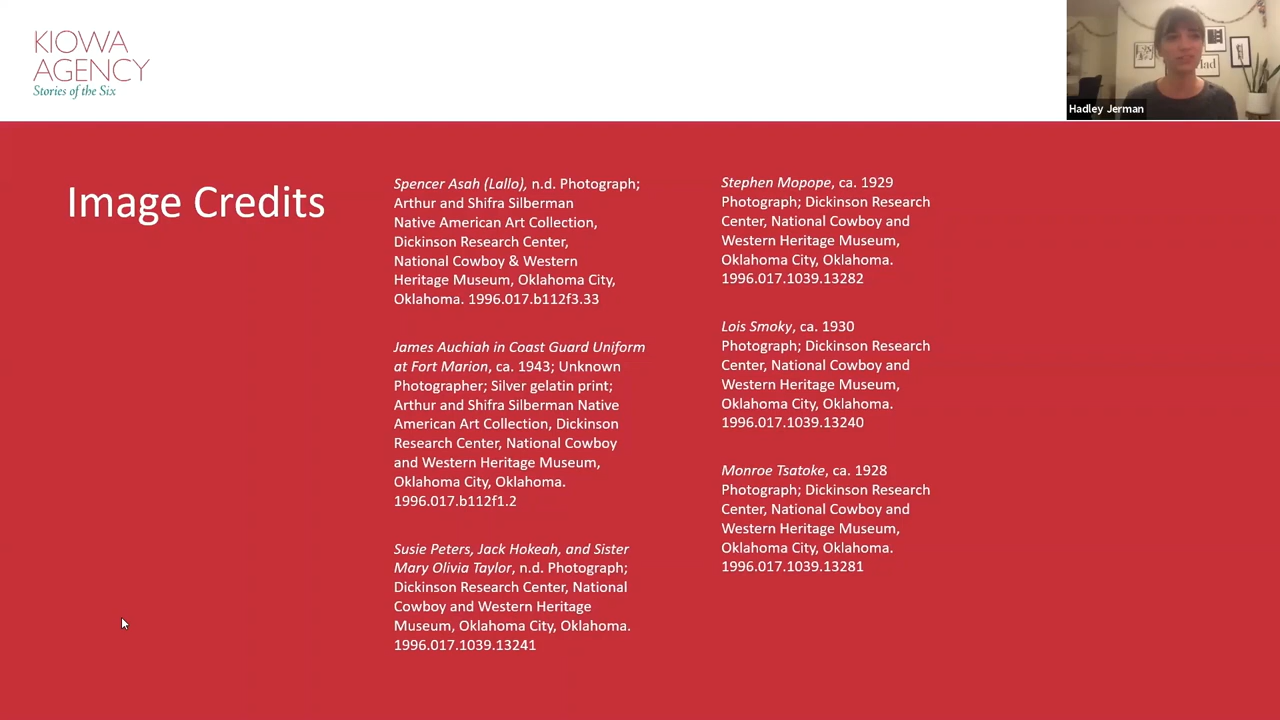 KIOWA
AGENCY
Stories of the Six
Hadley Jerman
Image Credits
Spencer Asah (Lallo), n.d. Photograph;
Arthur and Shifra Silberman
Native American Art Collection,
Dickinson Research Center,
National Cowboy & Western
Heritage Museum, Oklahoma City,
Oklahoma. 1996.017.b112f3.33
James Auchiah in Coast Guard Uniform
at Fort Marion, ca. 1943; Unknown
Photographer; Silver gelatin print;
Arthur and Shifra Silberman Native
American Art Collection, Dickinson
Research Center, National Cowboy
and Western Heritage Museum,
Oklahoma City, Oklahoma.
1996.017.b112f1.2
Susie Peters, Jack Hokeah, and Sister
Mary Olivia Taylor, n.d. Photograph;
Dickinson Research Center, National
Cowboy and Western Heritage
Museum, Oklahoma City, Oklahoma.
1996.017.1039.13241
Stephen Mopope, ca. 1929
Photograph; Dickinson Research
Center, National Cowboy and
Western Heritage Museum,
Oklahoma City, Oklahoma.
1996.017.1039.13282
Lois Smoky, ca. 1930
Photograph; Dickinson Research
Center, National Cowboy and
Western Heritage Museum,
Oklahoma City, Oklahoma.
1996.017.1039.13240
Monroe Tsatoke, ca. 1928
Photograph; Dickinson Research
Center, National Cowboy and
Western Heritage Museum,
Oklahoma City, Oklahoma.
1996.017.1039.13281